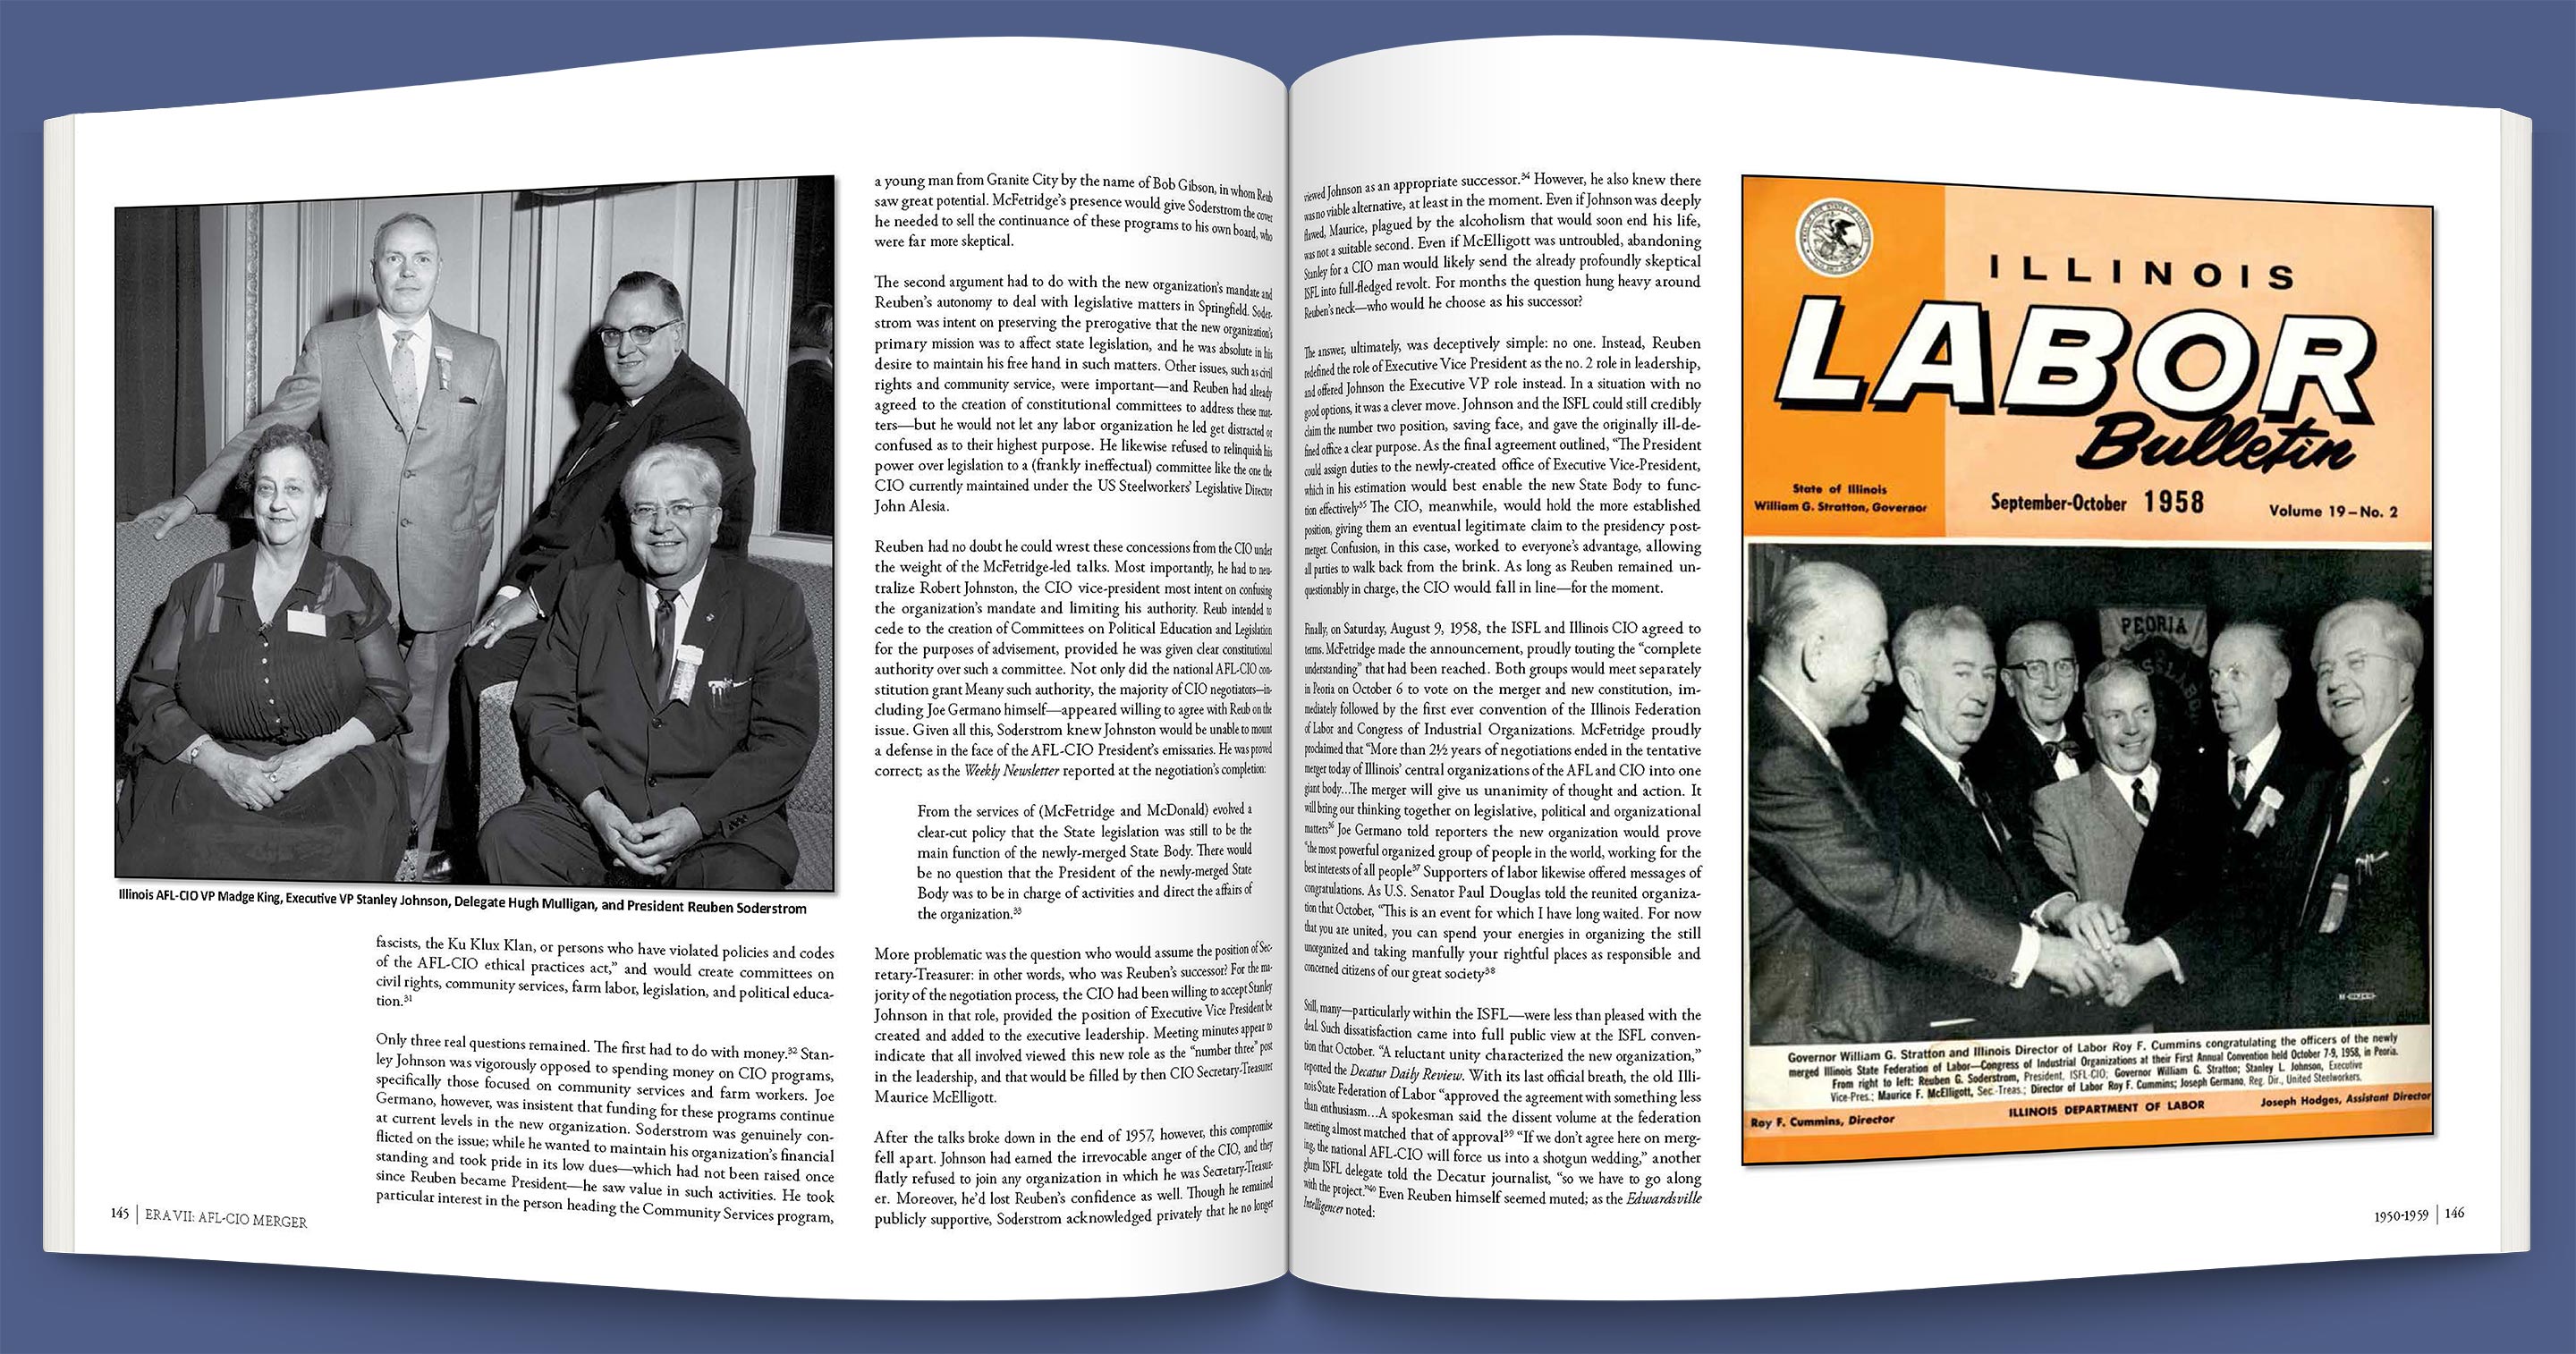 Illinois AFL-CIO VP Madge King, Executive VP Stanley Johnson, Delegate Hugh Mulligan, and President Reuben Soderstrom
fascists, the Ku Klux Klan, or persons who have violated policies and codes
of the AFL-CIO ethical practices act,” and would create committees on
civil rights, community services, farm labor, legislation, and political educa-
tion.³¹
Only three real questions remained. The first had to do with money.³² Stan-
ley Johnson was vigorously opposed to spending money on CIO programs,
specifically those focused on community services and farm workers. Joe
Germano, however, was insistent that funding for these programs continue
at current levels in the new organization. Soderstrom was genuinely con-
flicted on the issue; while he wanted to maintain his organization’s financial
standing and took pride in its low dues—which had not been raised once
since Reuben became President—he saw value in such activities. He took
particular interest in the person heading the Community Services program,
145 | ERA VII: AFL-CIO MERGER
a young man from Granite City by the name of Bob Gibson, in whom Reub
saw great potential. McFetridge’s presence would give Soderstrom the cover
he needed to sell the continuance of these programs to his own board, who
were far more skeptical.
The second argument had to do with the new organization’s mandate and
Reuben’s autonomy to deal with legislative matters in Springfield. Soder-
strom was intent on preserving the prerogative that the new organization’s
primary mission was to affect state legislation, and he was absolute in his
desire to maintain his free hand in such matters. Other issues, such as civil
rights and community service, were important—and Reuben had already
agreed to the creation of constitutional committees to address these mat-
ters—but he would not let any labor organization he led get distracted or
confused as to their highest purpose. He likewise refused to relinquish his
power over legislation to a (frankly ineffectual) committee like the one the
CIO currently maintained under the US Steelworkers’ Legislative Director
John Alesia.
Reuben had no doubt he could wrest these concessions from the CIO under
the weight of the McFetridge-led talks. Most importantly, he had to neu-
tralize Robert Johnston, the CIO vice-president most intent on confusing
the organization’s mandate and limiting his authority. Reub intended to
cede to the creation of Committees on Political Education and Legislation
for the purposes of advisement, provided he was given clear constitutional
authority over such a committee. Not only did the national AFL-CIO con-
stitution grant Meany such authority, the majority of CIO negotiators—in-
cluding Joe Germano himself—appeared willing to agree with Reub on the
issue. Given all this, Soderstrom knew Johnston would be unable to mount
a defense in the face of the AFL-CIO President’s emissaries. He was proved
correct; as the Weekly Newsletter reported at the negotiation’s completion:
From the services of (McFetridge and McDonald) evolved a
clear-cut policy that the State legislation was still to be the
main function of the newly-merged State Body. There would
be no question that the President of the newly-merged State
Body was to be in charge of activities and direct the affairs of
the organization.³³
More problematic was the question who would assume the position of Sec-
retary-Treasurer: in other words, who was Reuben’s successor? For the ma-
jority of the negotiation process, the CIO had been willing to accept Stanley
Johnson in that role, provided the position of Executive Vice President be
created and added to the executive leadership. Meeting minutes appear to
indicate that all involved viewed this new role as the “number three” post
in the leadership, and that would be filled by then CIO Secretary-Treasurer
Maurice McElligott.
After the talks broke down in the end of 1957, however, this compromise
fell apart. Johnson had earned the irrevocable anger of the CIO, and they
flatly refused to join any organization in which he was Secretary-Treasur-
er. Moreover, he’d lost Reuben’s confidence as well. Though he remained
publicly supportive, Soderstrom acknowledged privately that he no longer
viewed Johnson as an appropriate successor.³⁴ However, he also knew there
was no viable alternative, at least in the moment. Even if Johnson was deeply
flawed, Maurice, plagued by the alcoholism that would soon end his life,
was not a suitable second. Even if McElligott was untroubled, abandoning
Stanley for a CIO man would likely send the already profoundly skeptical
ISFL into full-fledged revolt. For months the question hung heavy around
Reuben’s neck—who would he choose as his successor?
The answer, ultimately, was deceptively simple: no one. Instead, Reuben
redefined the role of Executive Vice President as the no. 2 role in leadership,
and offered Johnson the Executive VP role instead. In a situation with no
good options, it was a clever move. Johnson and the ISFL could still credibly
claim the number two position, saving face, and gave the originally ill-de-
fined office a clear purpose. As the final agreement outlined, “The President
could assign duties to the newly-created office of Executive Vice-President,
which in his estimation would best enable the new State Body to func-
tion effectively³⁵ The CIO, meanwhile, would hold the more established
position, giving them an eventual legitimate claim to the presidency post-
merger. Confusion, in this case, worked to everyone’s advantage, allowing
all parties to walk back from the brink. As long as Reuben remained un-
questionably in charge, the CIO would fall in line—for the moment.
Finally, on Saturday, August 9, 1958, the ISFL and Illinois CIO agreed to
terms. McFetridge made the announcement, proudly touting the “complete
understanding” that had been reached. Both groups would meet separately
in Peoria on October 6 to vote on the merger and new constitution, im-
mediately followed by the first ever convention of the Illinois Federation
of Labor and Congress of Industrial Organizations. McFetridge proudly
proclaimed that “More than 2½ years of negotiations ended in the tentative
merger today of Illinois’ central organizations of the AFL and CIO into one
giant body...The merger will give us unanimity of thought and action. It
will bring our thinking together on legislative, political and organizational
matters³⁶ Joe Germano told reporters the new organization would prove
“the most powerful organized group of people in the world, working for the
best interests of all people³⁷ Supporters of labor likewise offered messages of
congratulations. As U.S. Senator Paul Douglas told the reunited organiza-
tion that October, “This is an event for which I have long waited. For now
that you are united, you can spend your energies in organizing the still
unorganized and taking manfully your rightful places as responsible and
concerned citizens of our great society³⁸
Still, many—particularly within the ISFL—were less than pleased with the
deal. Such dissatisfaction came into full public view at the ISFL conven-
tion that October. “A reluctant unity characterized the new organization,”
reported the Decatur Daily Review. With its last official breath, the old Illi-
nois State Federation of Labor “approved the agreement with something less
than enthusiasm...A spokesman said the dissent volume at the federation
meeting almost matched that of approval³⁹ “If we don’t agree here on merg-
ing, the national AFL-CIO will force us into a shotgun wedding,” another
glum ISFL delegate told the Decatur journalist, “so we have to go along
with the project.”⁴⁰ Even Reuben himself seemed muted; as the Edwardsville
Intelligencer noted:
ILLINOIS
LABOR
Bulletin
State of Illinois
William G. Stratton, Governor
September-October 1958
Volume 19–No. 2
PEORIA
Governor William G. Stratton and Illinois Director of Labor Roy F. Cummins congratulating the officers of the newly
merged Illinois State Federation of Labor—Congress of Industrial Organizations at their First Annual Convention held October 7-9, 1958, in Peoria.
From right to left: Reuben G. Soderstrom, President, ISFL-CIO; Governor William G. Stratton; Stanley L. Johnson, Executive
Vice-Pres.; Maurice F. McElligott, Sec.-Treas.; Director of Labor Roy F. Cummins; Joseph Germano, Reg. Dir., United Steelworkers.
Roy F. Cummins, Director
ILLINOIS DEPARTMENT OF LABOR
Joseph Hodges, Assistant Director
1950-1959 | 146